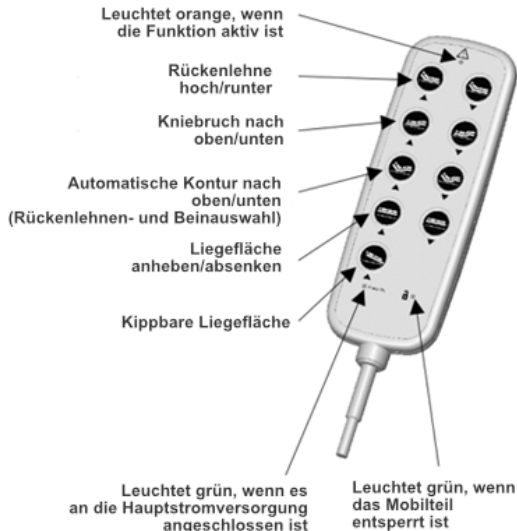 Leuchtet orange, wenn
die Funktion aktiv ist
Rückenlehne
hoch/runter
Kniebruch nach
oben/unten
Automatische Kontur nach
oben/unten
(Rückenlehnen- und Beinauswahl)
Liegefläche
anheben/absenken
Kippbare Liegefläche
Leuchtet grün, wenn es
an die Hauptstromversorgung
angeschlossen ist
Leuchtet grün, wenn
das Mobilteil
entsperrt ist